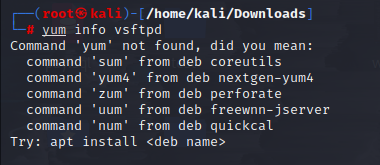 ┌──(root㉿kali)-[/home/kali/Downloads]
└─# yum info vsftpd
Command 'yum' not found, did you mean:
  command 'sum' from deb coreutils
  command 'yum4' from deb nextgen-yum4
  command 'zum' from deb perforate
  command 'uum' from deb freewnn-jserver
  command 'num' from deb quickcal
Try: apt install <deb name>